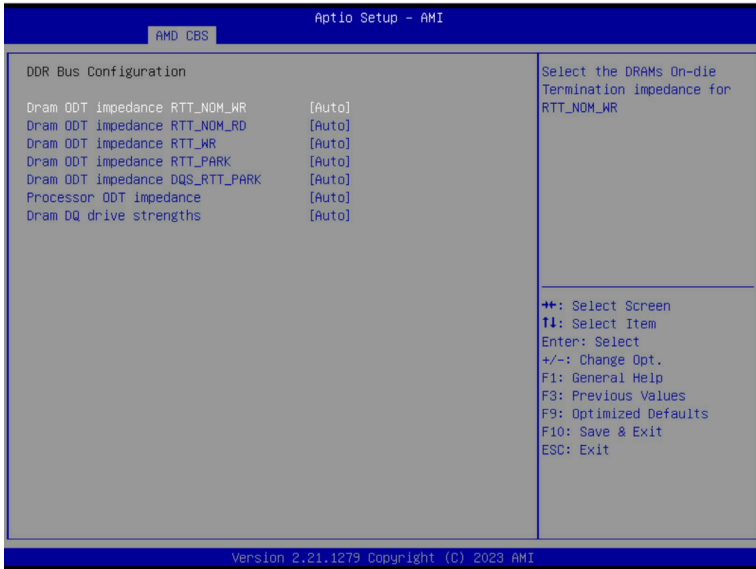 Aptio Setup - AMI
AMD CBS
DDR Bus Configuration
Dram ODT impedance RTT_NOM_WR [Auto]
Dram ODT impedance RTT_NOM_RD [Auto]
Dram ODT impedance RTT_WR [Auto]
Dram ODT impedance RTT_PARK [Auto]
Dram ODT impedance DQS_RTT_PARK [Auto]
Processor ODT impedance [Auto]
Dram DQ drive strengths [Auto]
Select the DRAMs On-die
Termination impedance for
RTT_NOM_WR
→←: Select Screen
↑↓: Select Item
Enter: Select
+/-: Change Opt.
F1: General Help
F3: Previous Values
F9: Optimized Defaults
F10: Save & Exit
ESC: Exit
Version 2.21.1279 Copyright (C) 2023 AMI